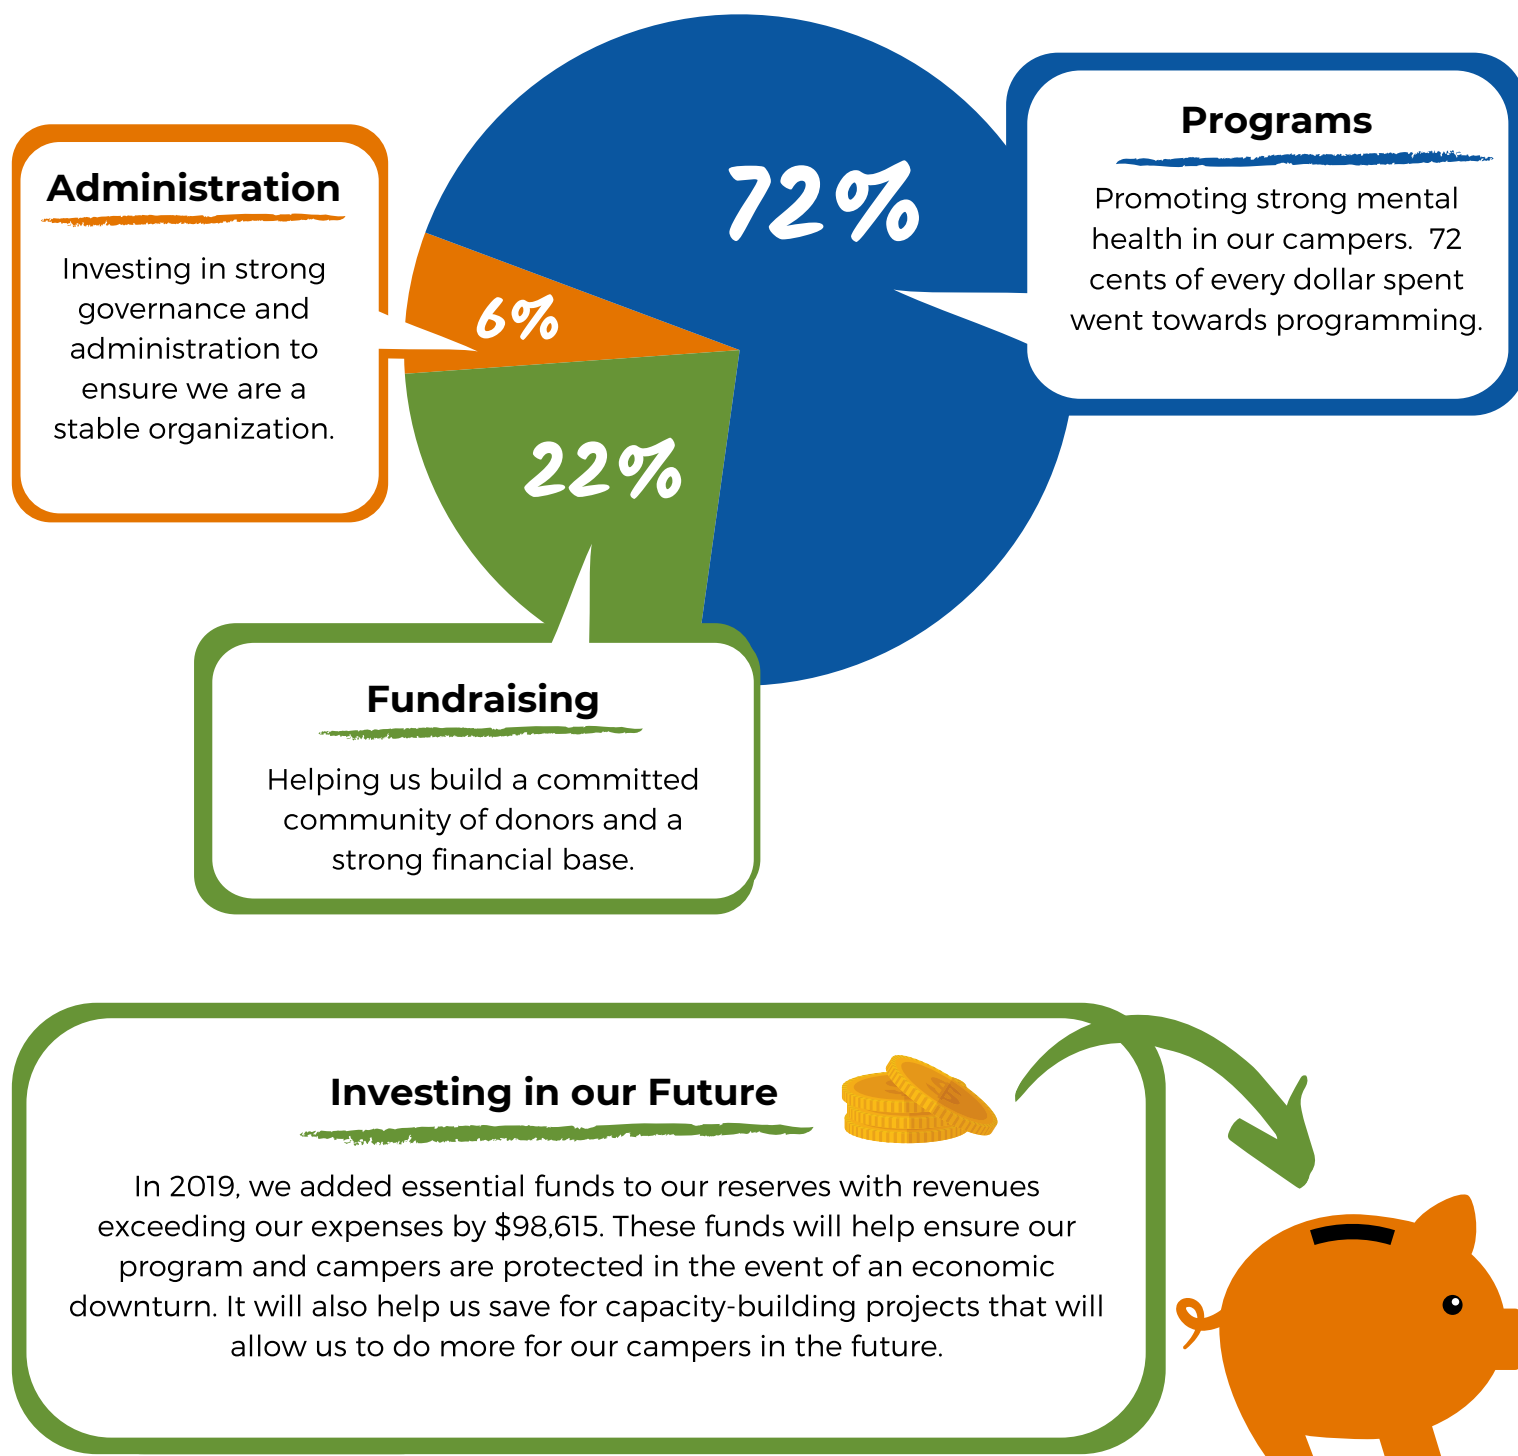 Programs
Promoting strong mental
health in our campers.  72
cents of every dollar spent
went towards programming.
72%
Administration
Investing in strong
governance and
administration to
ensure we are a
stable organization.
6%
22%
Fundraising
Helping us build a committed
community of donors and a
strong financial base.
Investing in our Future
In 2019, we added essential funds to our reserves with revenues
exceeding our expenses by $98,615. These funds will help ensure our
program and campers are protected in the event of an economic
downturn. It will also help us save for capacity-building projects that will
allow us to do more for our campers in the future.